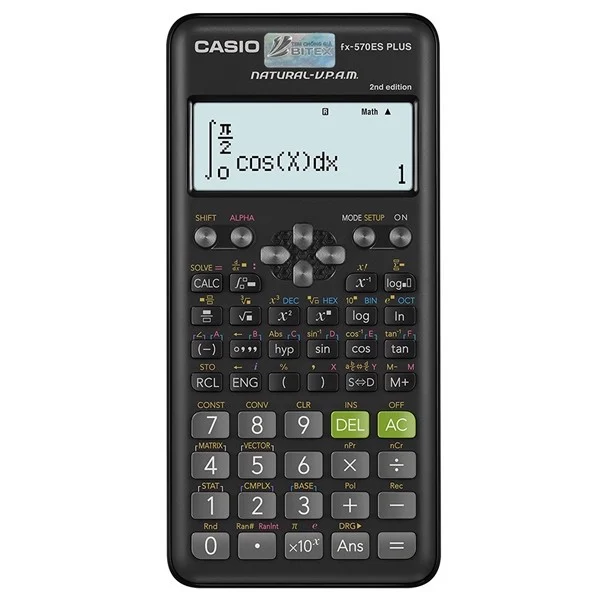 CASIO BITEX fx-570ES PLUS
NATURAL-V.P.A.M.
2nd edition
R Math ▲
∫ π/2 0 cos(X)dx
1
SHIFT ALPHA MODE SETUP ON
SOLVE = d/dx : x! Σ
CALC ∫ x⁻¹ log
³√ x³ DEC √ HEX 10 BIN e OCT
√ x² x log ln
∠ A ← B Abs C sin⁻¹ D cos⁻¹ E tan⁻¹ F
(−) hyp sin cos tan
STO ← i % , X M− M
RCL ENG ( ) S⇔D M+
CONST CONV CLR INS OFF
7 8 9 DEL AC
MATRIX VECTOR nPr nCr
4 5 6 × ÷
STAT CMPLX BASE Pol Rec
1 2 3 + −
Rnd Ran# RanInt π e DRG▶
0 • ×10ˣ Ans =